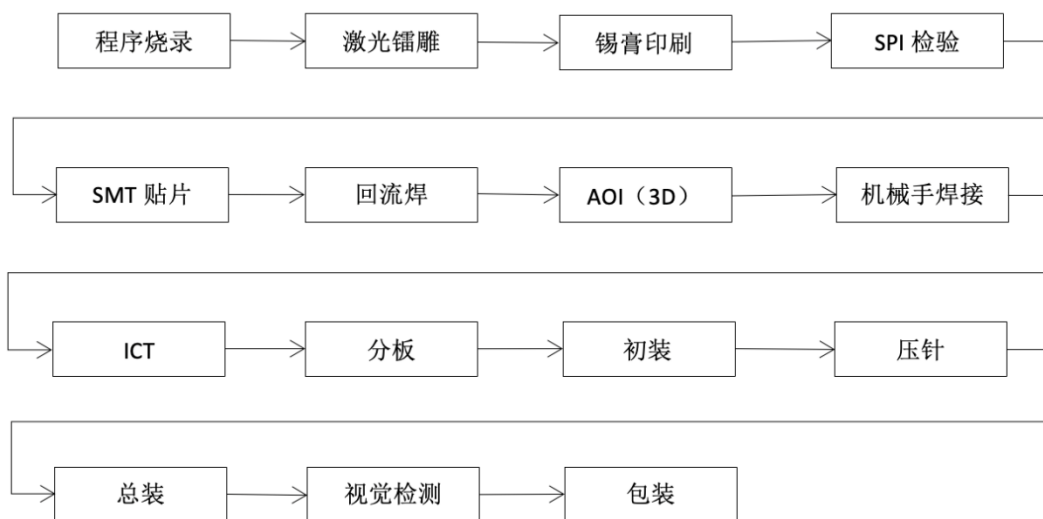 程序烧录
激光镭雕
锡膏印刷
SPI 检验
SMT 贴片
回流焊
AOI（3D）
机械手焊接
ICT
分板
初装
压针
总装
视觉检测
包装